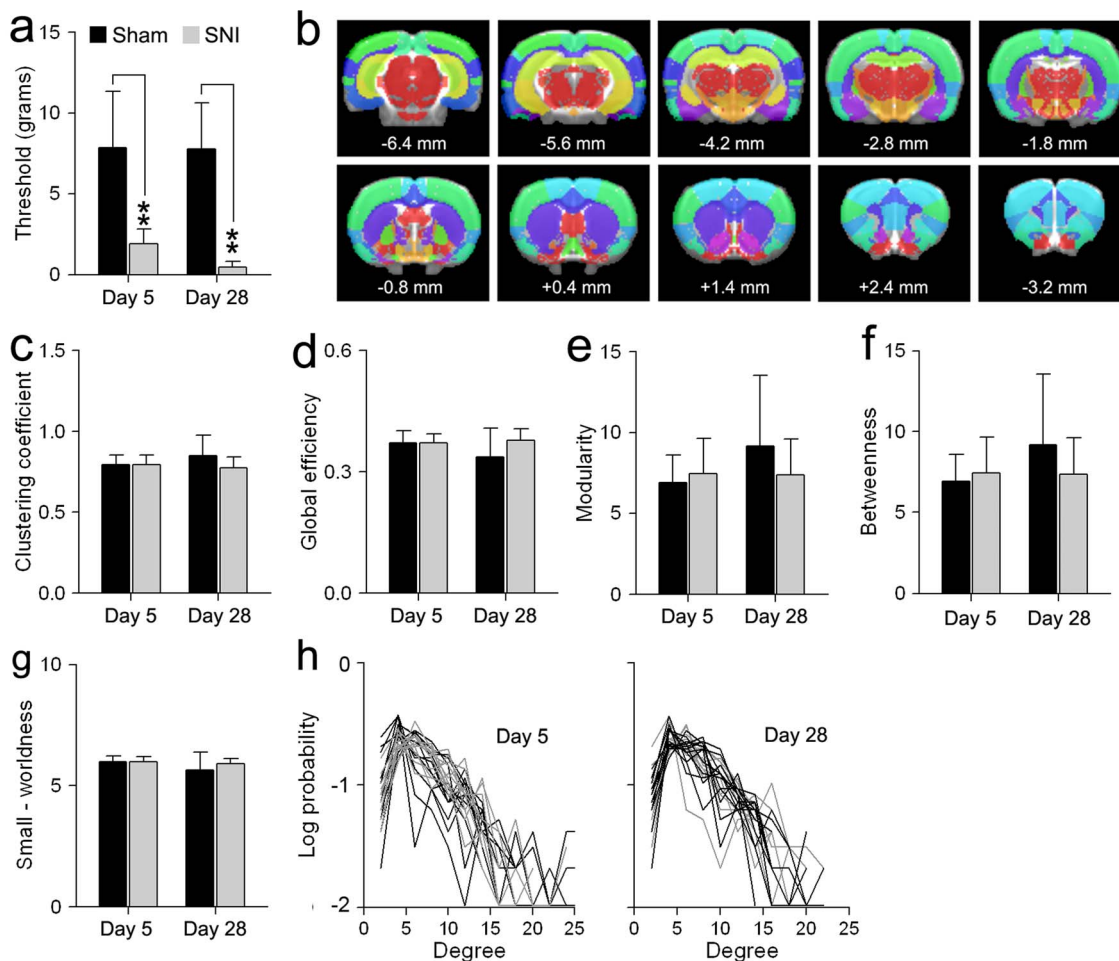 a
Sham SNI
Threshold (grams)
15
10
5
0
**
**
Day 5 Day 28
b
-6.4 mm -5.6 mm -4.2 mm -2.8 mm -1.8 mm
-0.8 mm +0.4 mm +1.4 mm +2.4 mm -3.2 mm
c
Clustering coefficient
1.5
1.0
0.5
0.0
Day 5 Day 28
d
Global efficiency
0.6
0.3
0.0
Day 5 Day 28
e
Modularity
15
10
5
0
Day 5 Day 28
f
Betweenness
15
10
5
0
Day 5 Day 28
g
Small - worldness
10
5
0
Day 5 Day 28
h
Log probability
0
-1
-2
Day 5
0 5 10 15 20 25
Degree
Day 28
0 5 10 15 20 25
Degree